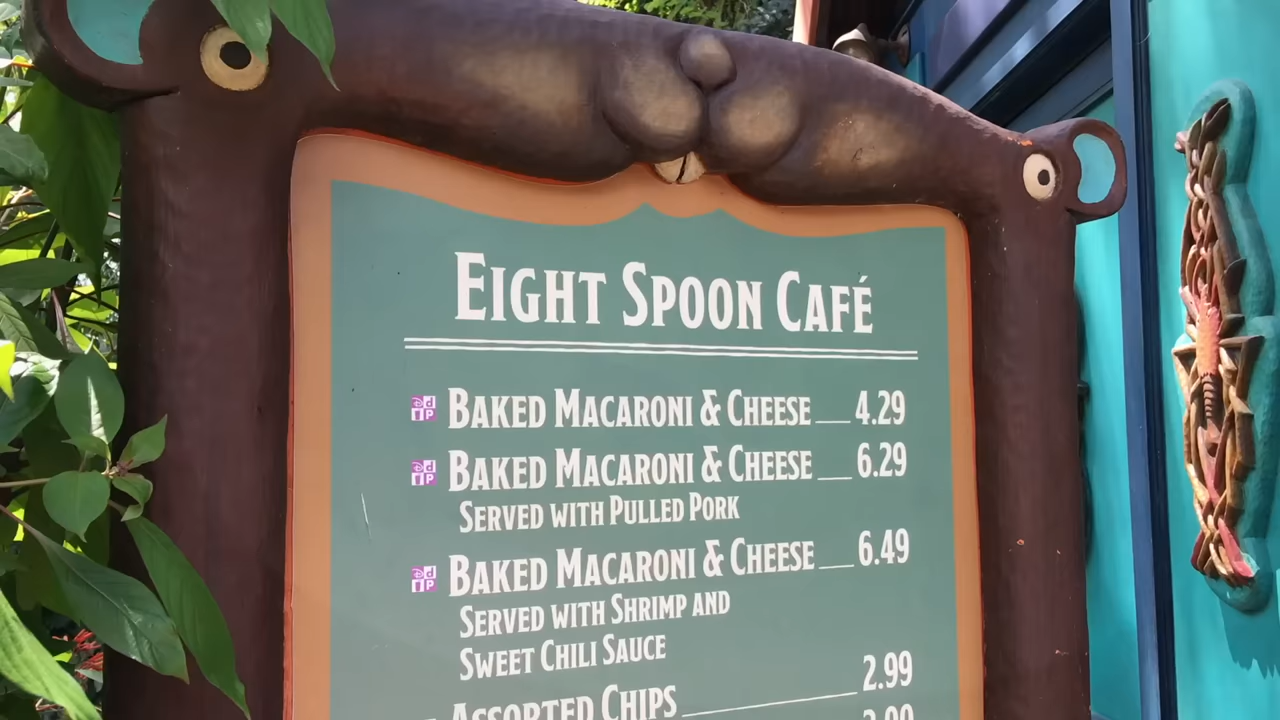 Eight Spoon Café
Baked Macaroni & Cheese 4.29
Baked Macaroni & Cheese 6.29
Served with Pulled Pork
Baked Macaroni & Cheese 6.49
Served with Shrimp and
Sweet Chili Sauce
Assorted Chips 2.99